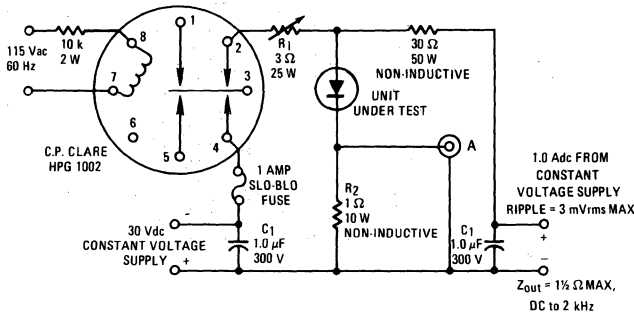 115 Vac
60 Hz
10 k
2 W
8
7
6
1
2
3
4
5
C.P. CLARE
HPG 1002
R1
3 Ω
25 W
30 Ω
50 W
NON-INDUCTIVE
UNIT
UNDER TEST
A
1 AMP
SLO-BLO
FUSE
R2
1 Ω
10 W
NON-INDUCTIVE
30 Vdc
CONSTANT VOLTAGE
SUPPLY
+
C1
1.0 μF
300 V
C1
1.0 μF
300 V
1.0 Adc FROM
CONSTANT
VOLTAGE SUPPLY
RIPPLE = 3 mVrms MAX
+
–
Zout = 1½ Ω MAX,
DC to 2 kHz